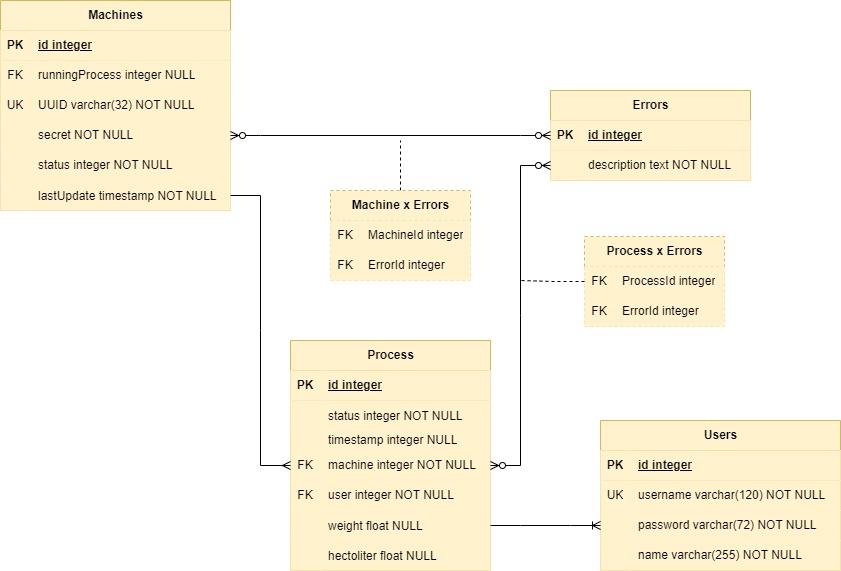 Machines
PK id integer
FK runningProcess integer NULL
UK UUID varchar(32) NOT NULL
secret NOT NULL
status integer NOT NULL
lastUpdate timestamp NOT NULL
Errors
PK id integer
description text NOT NULL
Machine x Errors
FK MachineId integer
FK ErrorId integer
Process x Errors
FK ProcessId integer
FK ErrorId integer
Process
PK id integer
status integer NOT NULL
timestamp integer NULL
FK machine integer NOT NULL
FK user integer NOT NULL
weight float NULL
hectoliter float NULL
Users
PK id integer
UK username varchar(120) NOT NULL
password varchar(72) NOT NULL
name varchar(255) NOT NULL